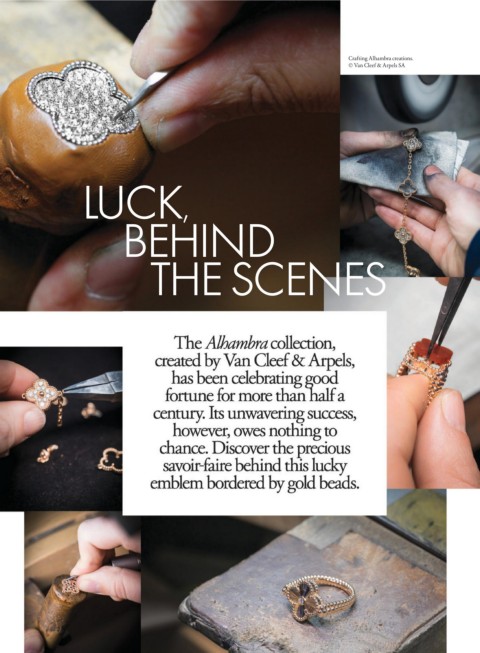 Crafting Alhambra creations.
© Van Cleef & Arpels SA
LUCK,
BEHIND
THE SCENES
The Alhambra collection,
created by Van Cleef & Arpels,
has been celebrating good
fortune for more than half a
century. Its unwavering success,
however, owes nothing to
chance. Discover the precious
savoir-faire behind this lucky
emblem bordered by gold beads.